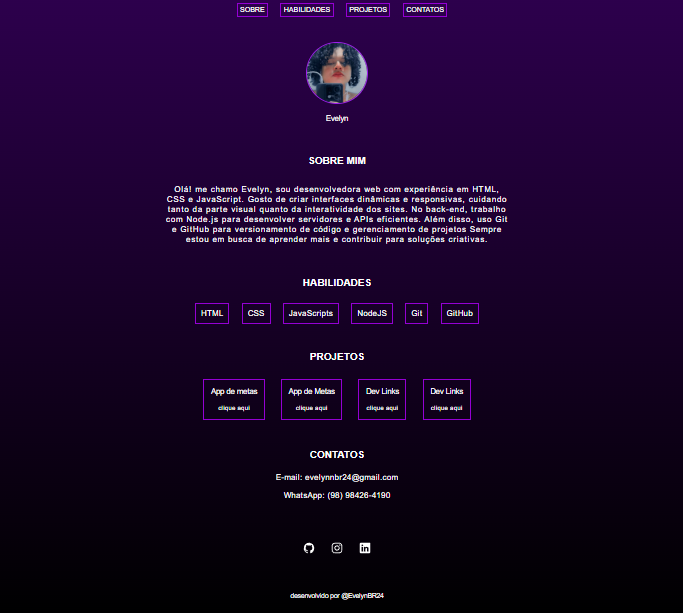 SOBRE HABILIDADES PROJETOS CONTATOS
Evelyn
SOBRE MIM
Olá! me chamo Evelyn, sou desenvolvedora web com experiência em HTML,
CSS e JavaScript. Gosto de criar interfaces dinâmicas e responsivas, cuidando
tanto da parte visual quanto da interatividade dos sites. No back-end, trabalho
com Node.js para desenvolver servidores e APIs eficientes. Além disso, uso Git
e GitHub para versionamento de código e gerenciamento de projetos Sempre
estou em busca de aprender mais e contribuir para soluções criativas.
HABILIDADES
HTML CSS JavaScripts NodeJS Git GitHub
PROJETOS
App de metas App de Metas Dev Links Dev Links
clique aqui clique aqui clique aqui clique aqui
CONTATOS
E-mail: evelynnbr24@gmail.com
WhatsApp: (98) 98426-4190
in
desenvolvido por @EvelynBR24